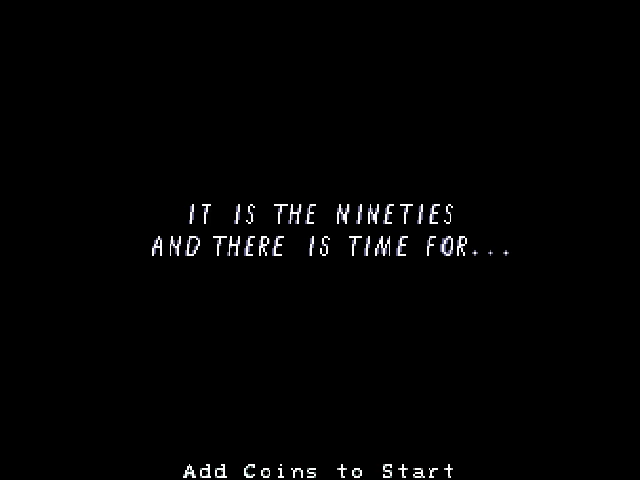 IT IS THE NINETIES
AND THERE IS TIME FOR...
Add Coins to Start